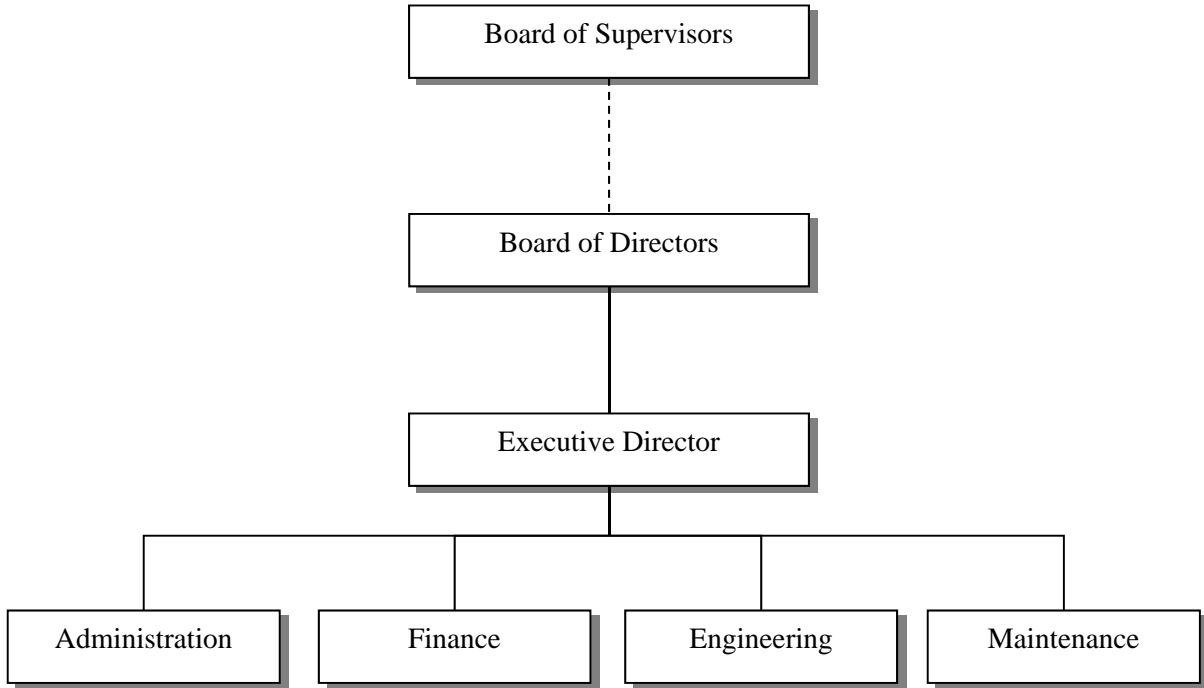 Board of Supervisors
Board of Directors
Executive Director
Administration
Finance
Engineering
Maintenance